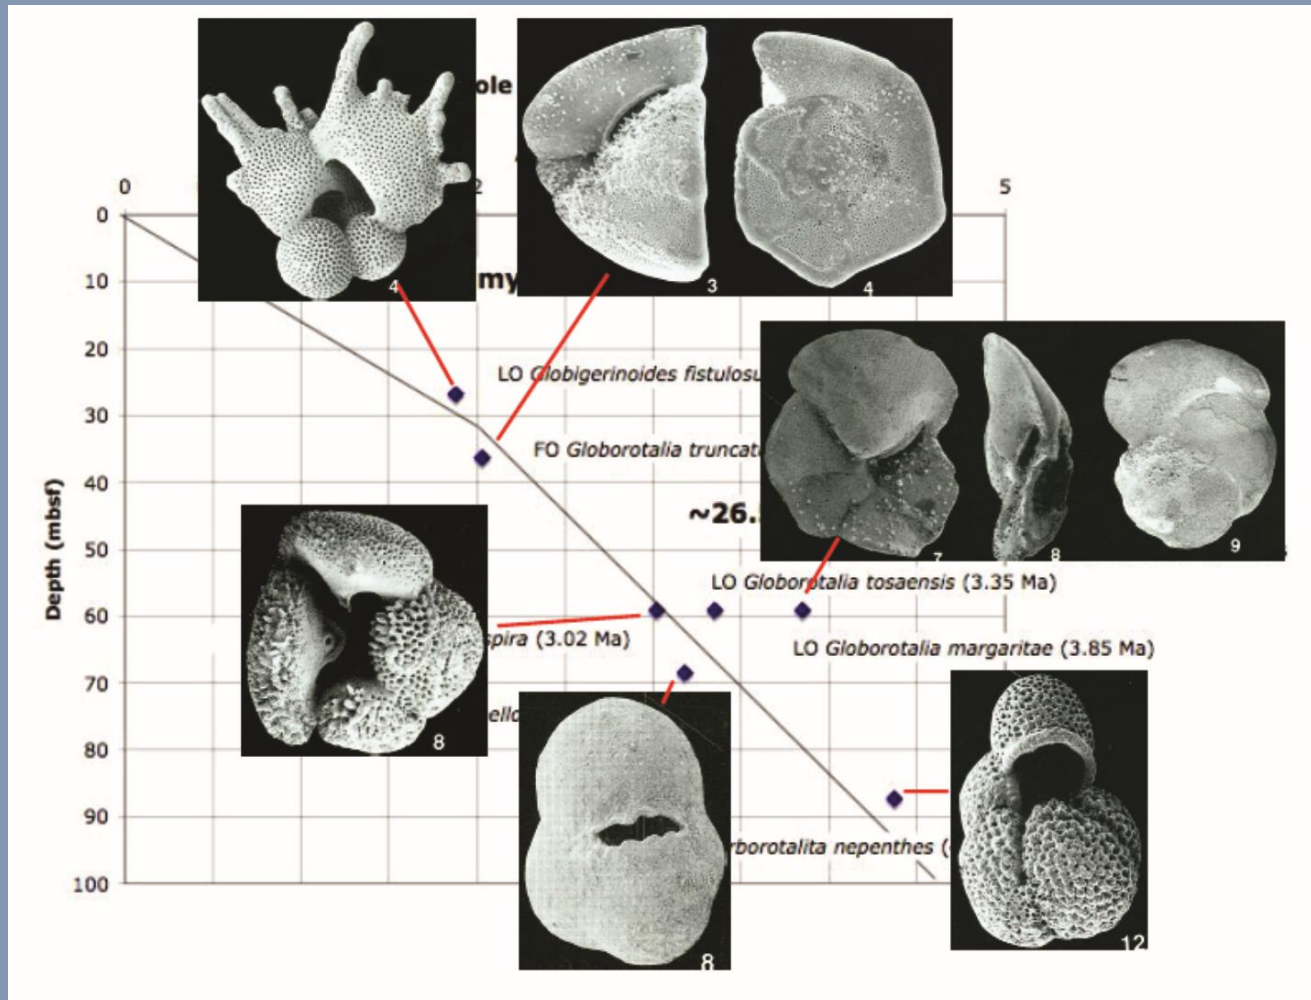 ole
0 2 5
0
4
3 4
10
my
20
LO Globigerinoides fistulosu
30
FO Globorotalia truncat
40
~26.
7 8 9
50
LO Globorotalia tosaensis (3.35 Ma)
60
spira (3.02 Ma)
LO Globorotalia margaritae (3.85 Ma)
70
ello
8
80
90
rborotalita nepenthes (
100
12
8
Depth (mbsf)